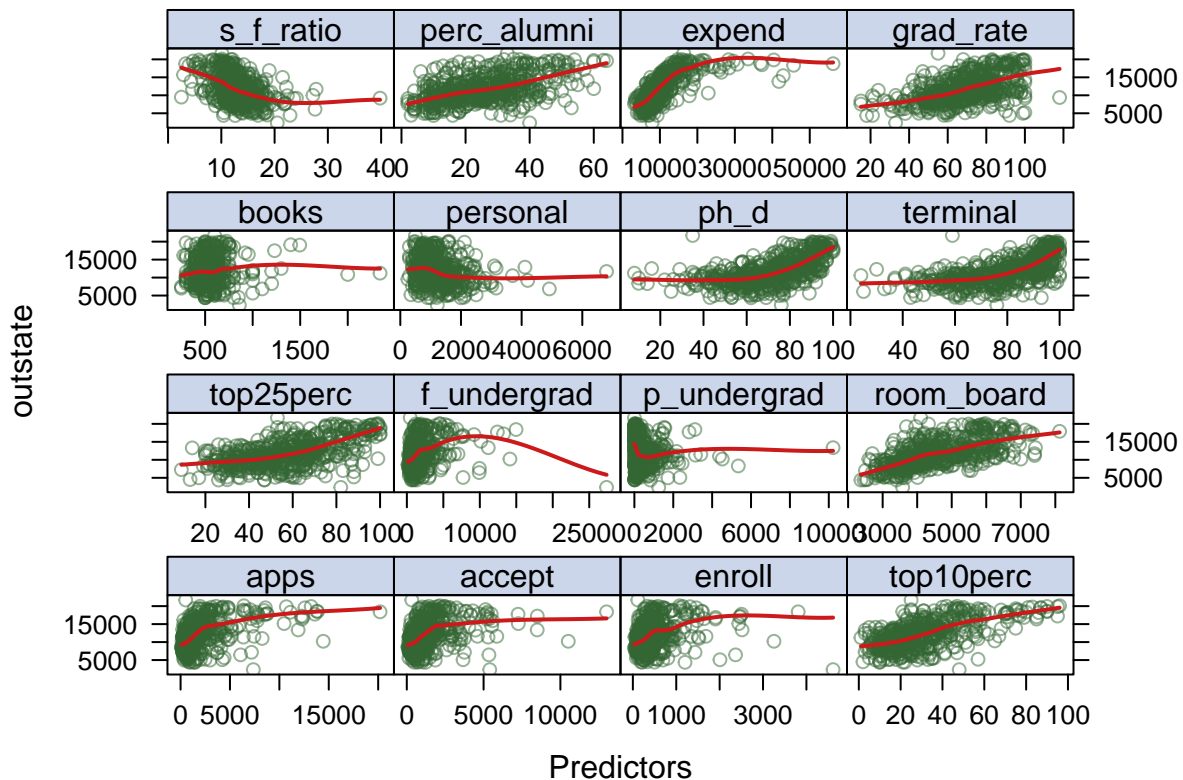 s_f_ratio perc_alumni expend grad_rate
15000
5000
10 20 30 40 0 20 40 60 10000 30000 50000 20 40 60 80 100
books personal ph_d terminal
15000
5000
500 1500 0 2000 4000 6000 20 40 60 80 100 40 60 80 100
outstate
top25perc f_undergrad p_undergrad room_board
15000
5000
20 40 60 80 100 0 10000 25000 0 2000 6000 10000 3000 5000 7000
apps accept enroll top10perc
15000
5000
0 5000 15000 0 5000 10000 0 1000 3000 0 20 40 60 80 100
Predictors